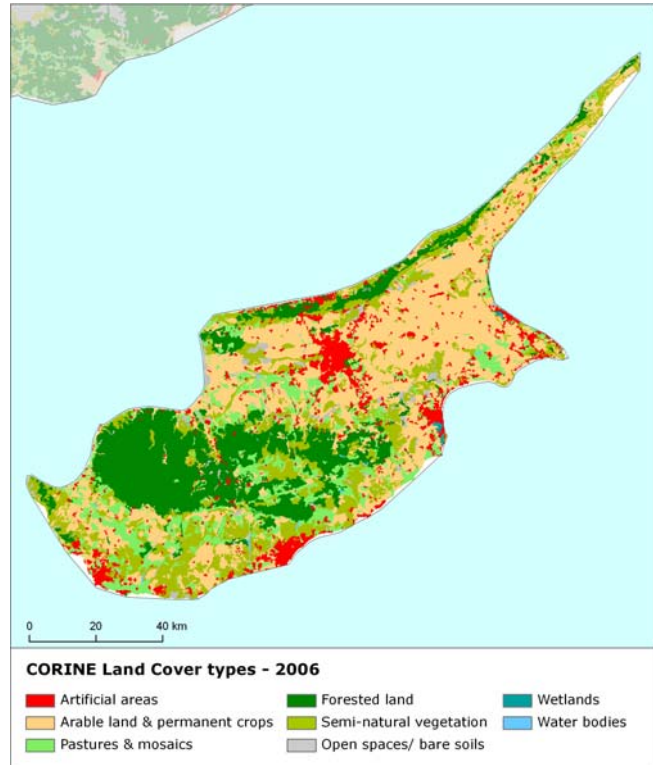 0 20 40 km
CORINE Land Cover types - 2006
Artificial areas Forested land Wetlands
Arable land & permanent crops Semi-natural vegetation Water bodies
Pastures & mosaics Open spaces/ bare soils